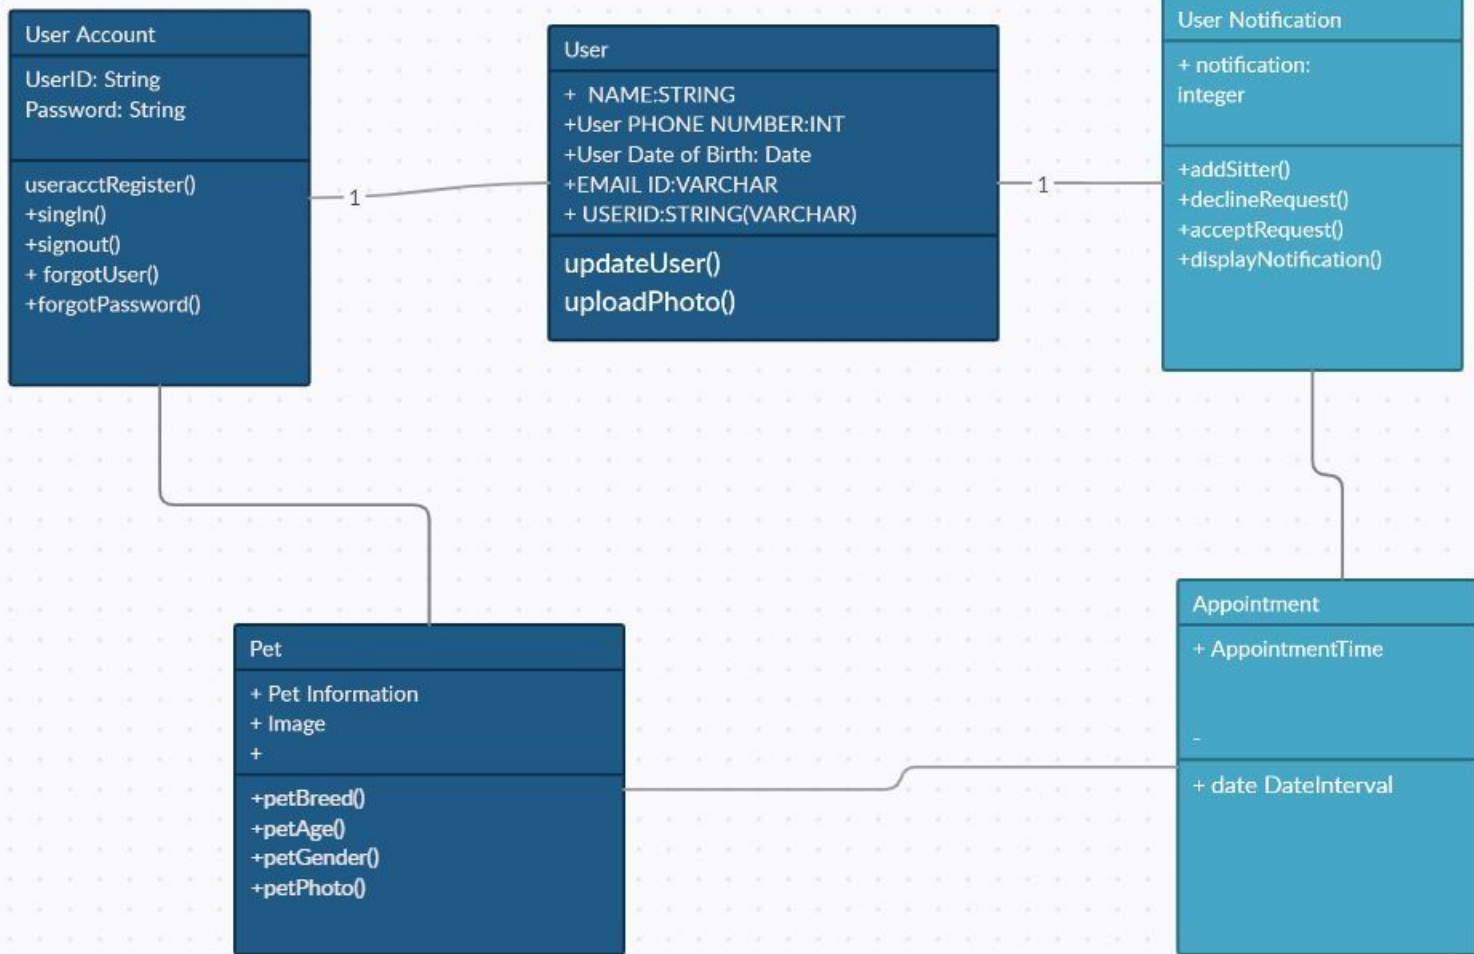 User Account
UserID: String
Password: String
useracctRegister()
+singIn()
+signout()
+ forgotUser()
+forgotPassword()
1
User
+ NAME:STRING
+User PHONE NUMBER:INT
+User Date of Birth: Date
+EMAIL ID:VARCHAR
+ USERID:STRING(VARCHAR)
updateUser()
uploadPhoto()
1
User Notification
+ notification:
integer
+addSitter()
+declineRequest()
+acceptRequest()
+displayNotification()
Pet
+ Pet Information
+ Image
+
+petBreed()
+petAge()
+petGender()
+petPhoto()
Appointment
+ AppointmentTime
-
+ date DateInterval